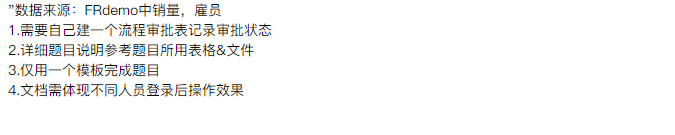 ”数据来源：FRdemo中销量，雇员
1.需要自己建一个流程审批表记录审批状态
2.详细题目说明参考题目所用表格&文件
3.仅用一个模板完成题目
4.文档需体现不同人员登录后操作效果